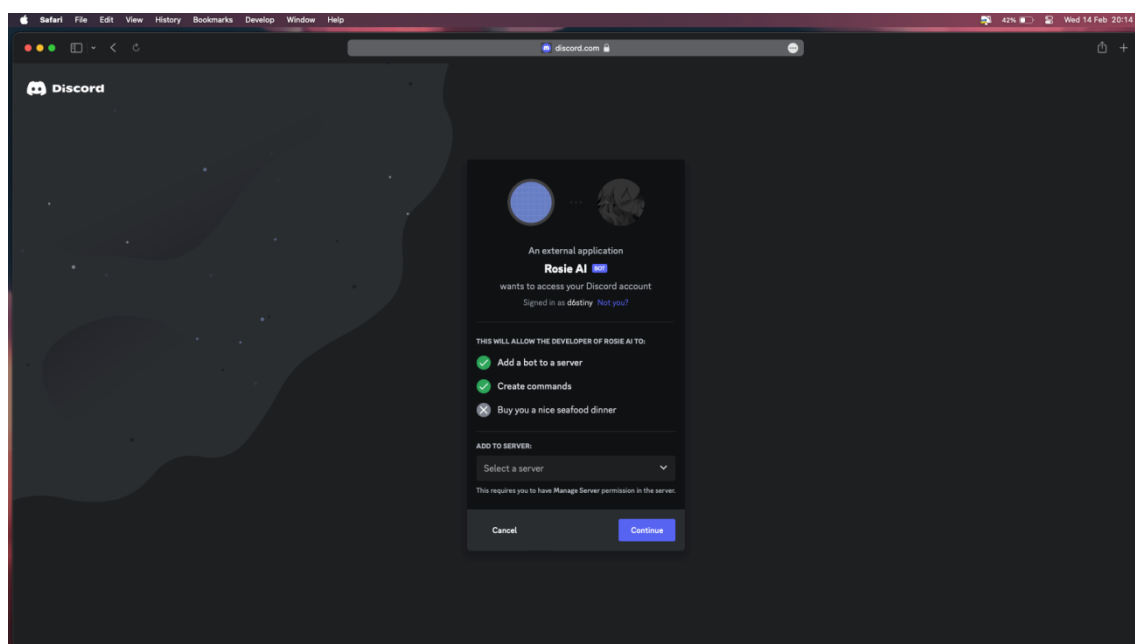 Safari File Edit View History Bookmarks Develop Window Help
42% Wed 14 Feb 20:14
discord.com
Discord
An external application
Rosie AI BOT
wants to access your Discord account
Signed in as dóstiny Not you?
THIS WILL ALLOW THE DEVELOPER OF ROSIE AI TO:
Add a bot to a server
Create commands
Buy you a nice seafood dinner
ADD TO SERVER:
Select a server
This requires you to have Manage Server permission in the server.
Cancel Continue